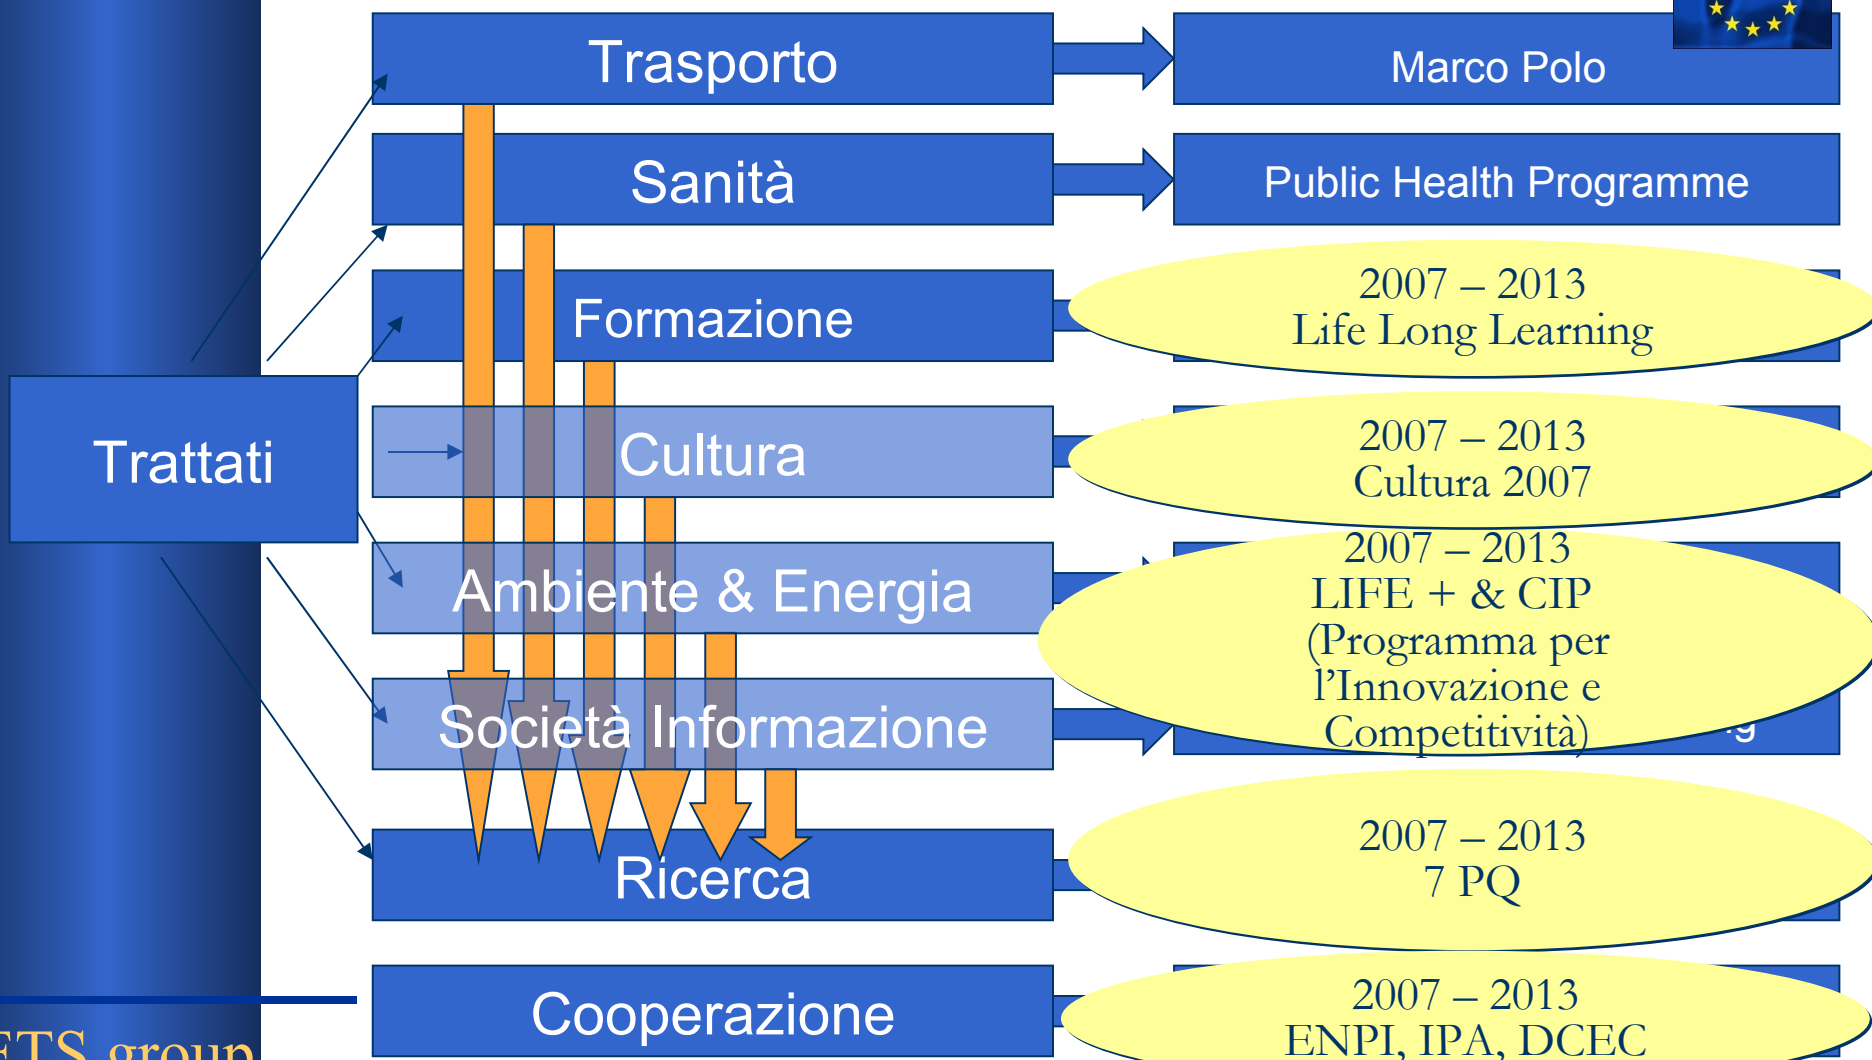 Trasporto
Marco Polo
Sanità
Public Health Programme
Formazione
2007 – 2013
Life Long Learning
Trattati
Cultura
2007 – 2013
Cultura 2007
Ambiente & Energia
2007 – 2013
LIFE + & CIP
(Programma per
l’Innovazione e
Competitività)
Società Informazione
Ricerca
2007 – 2013
7 PQ
Cooperazione
2007 – 2013
ENPI, IPA, DCEC
group